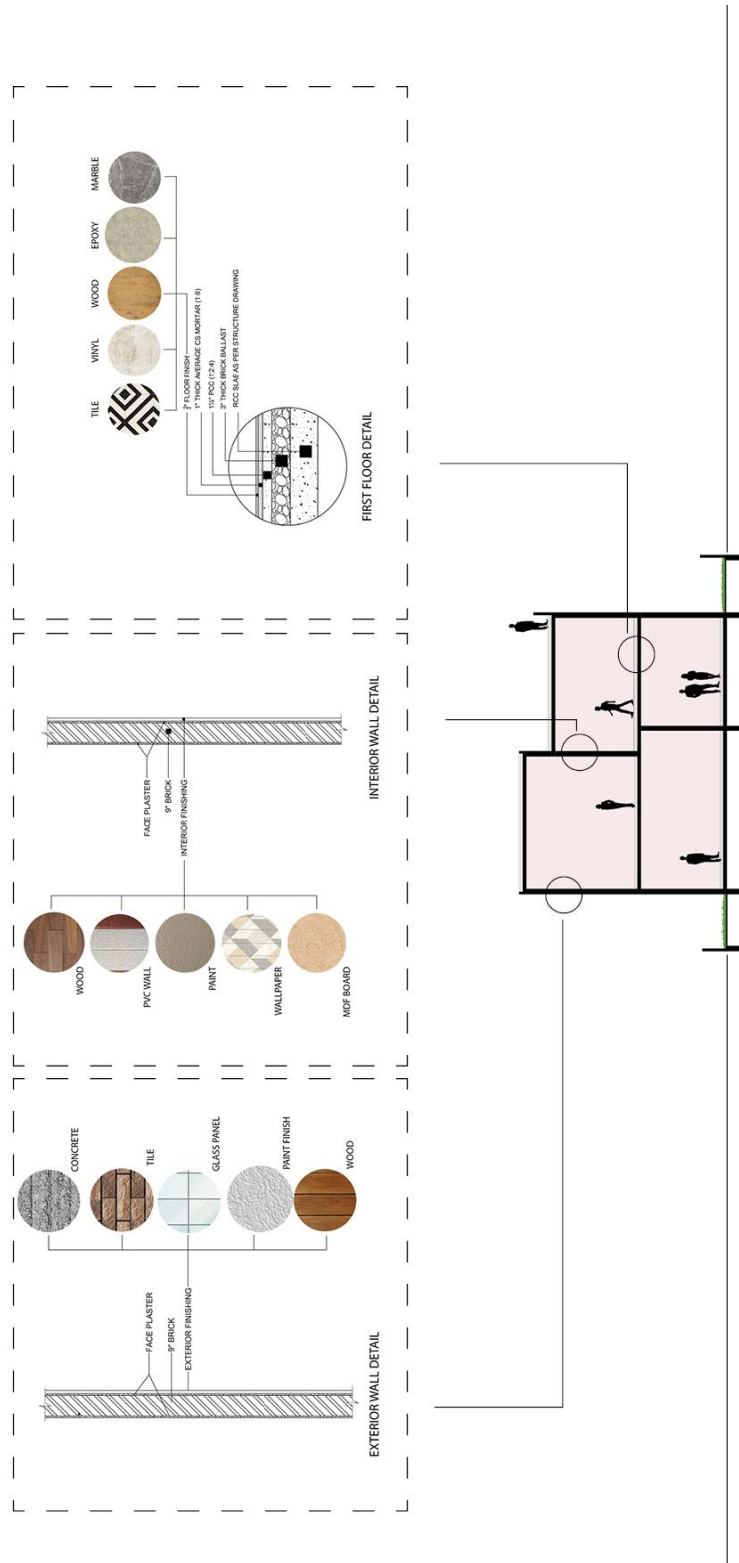 CONCRETE
TILE
GLASS PANEL
PAINT FINISH
WOOD
FACE PLASTER
9" BRICK
EXTERIOR FINISHING
EXTERIOR WALL DETAIL
WOOD
PVC WALL
PAINT
WALLPAPER
MDF BOARD
FACE PLASTER
9" BRICK
INTERIOR FINISHING
INTERIOR WALL DETAIL
TILE
VINYL
WOOD
EPOXY
MARBLE
FLOOR FINISH
1" THICK AVERAGE CS MORTAR (1:6)
1½" PCC (1:2:4)
3" THICK BRICK BALLAST
RCC SLAE AS PER STRUCTURE DRAWING
FIRST FLOOR DETAIL